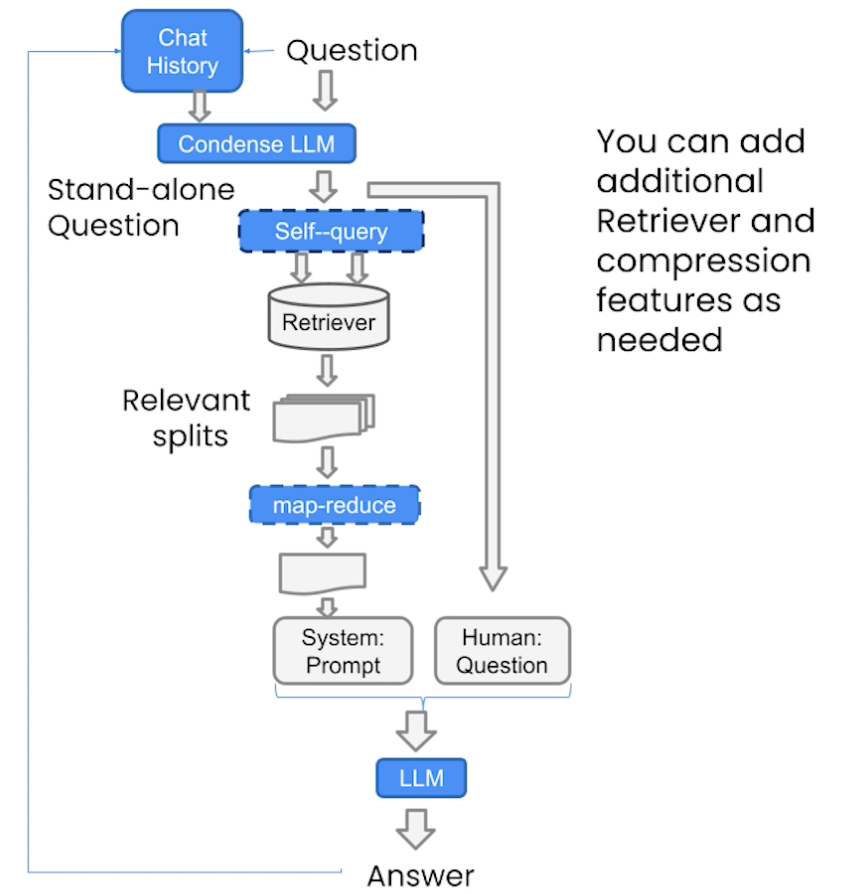 Chat
History
Question
Condense LLM
Stand-alone
Question
Self--query
Retriever
Relevant
splits
map-reduce
System:
Prompt
Human:
Question
LLM
Answer
You can add
additional
Retriever and
compression
features as
needed